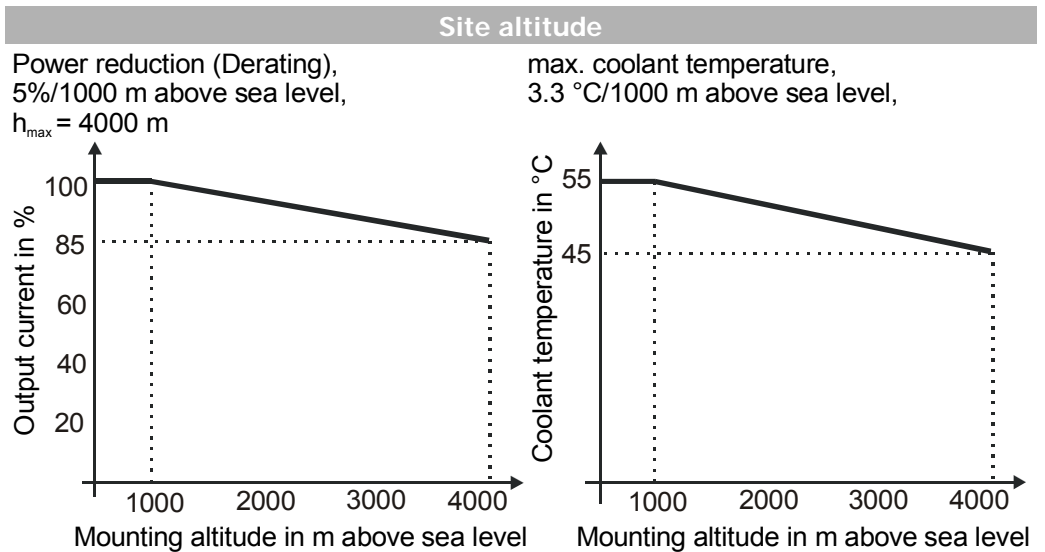 Site altitude
Power reduction (Derating),
5%/1000 m above sea level,
hmax = 4000 m
Output current in %
100
85
60
40
20
1000 2000 3000 4000
Mounting altitude in m above sea level
max. coolant temperature,
3.3 °C/1000 m above sea level,
Coolant temperature in °C
55
45
1000 2000 3000 4000
Mounting altitude in m above sea level